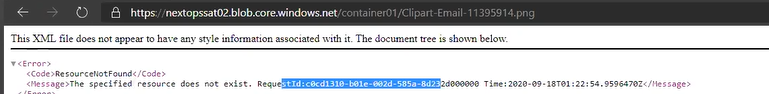 https://nextopssat02.blob.core.windows.net/container01/Clipart-Email-11395914.png
This XML file does not appear to have any style information associated with it. The document tree is shown below.
▼<Error>
<Code>ResourceNotFound</Code>
<Message>The specified resource does not exist. RequestId:c0cd1310-b01e-002d-585a-8d232d000000 Time:2020-09-18T01:22:54.9596470Z</Message>
</Error>